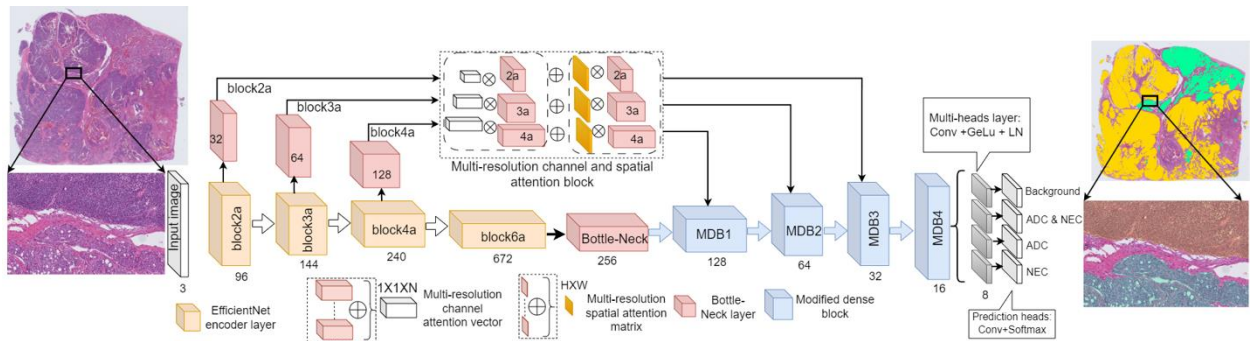 block2a
block3a
block4a
32
64
128
2a
3a
4a
2a
3a
4a
Multi-resolution channel and spatial
attention block
Input image
3
block2a
96
block3a
144
block4a
240
block6a
672
Bottle-Neck
256
MDB1
128
MDB2
64
MDB3
32
MDB4
16
Multi-heads layer:
Conv +GeLu + LN
8
Background
ADC & NEC
ADC
NEC
Prediction heads:
Conv+Softmax
EfficientNet
encoder layer
1X1XN
Multi-resolution
channel
attention vector
HXW
Multi-resolution
spatial attention
matrix
Bottle-
Neck layer
Modified dense
block